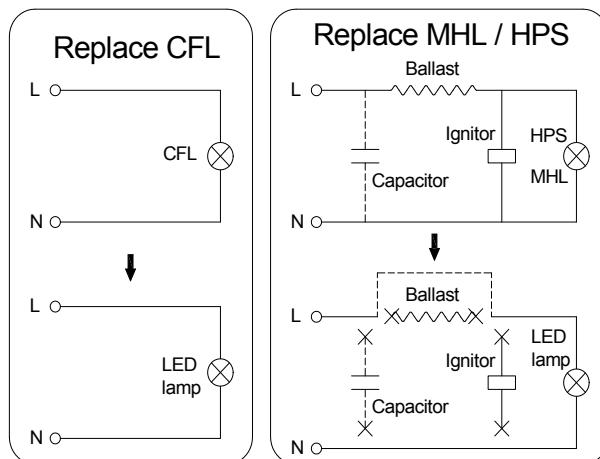 Replace CFL
L
CFL
N
L
LED
lamp
N
Replace MHL / HPS
Ballast
L
Ignitor
HPS
MHL
Capacitor
N
Ballast
L
LED
lamp
Ignitor
Capacitor
N